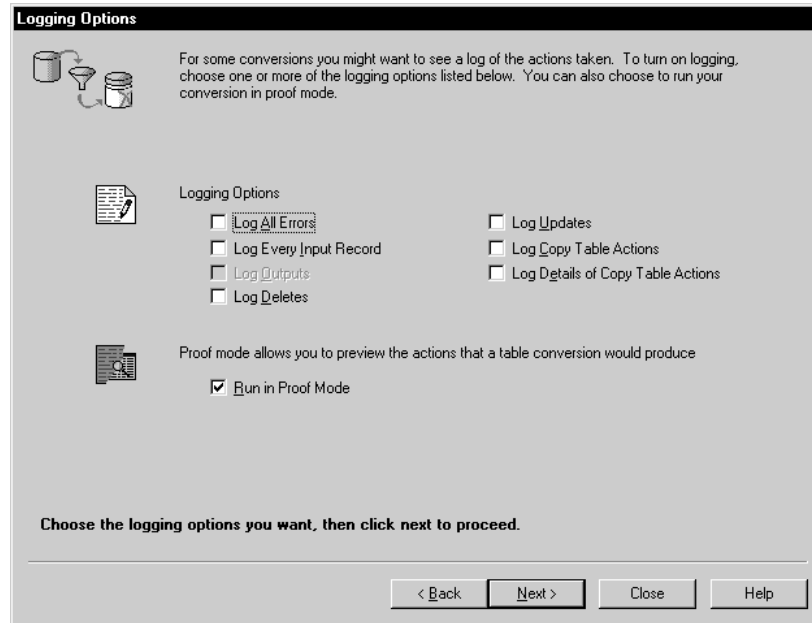 Logging Options
For some conversions you might want to see a log of the actions taken. To turn on logging,
choose one or more of the logging options listed below. You can also choose to run your
conversion in proof mode.
Logging Options
Log All Errors
Log Updates
Log Every Input Record
Log Copy Table Actions
Log Outputs
Log Details of Copy Table Actions
Log Deletes
Proof mode allows you to preview the actions that a table conversion would produce
Run in Proof Mode
Choose the logging options you want, then click next to proceed.
< Back
Next >
Close
Help